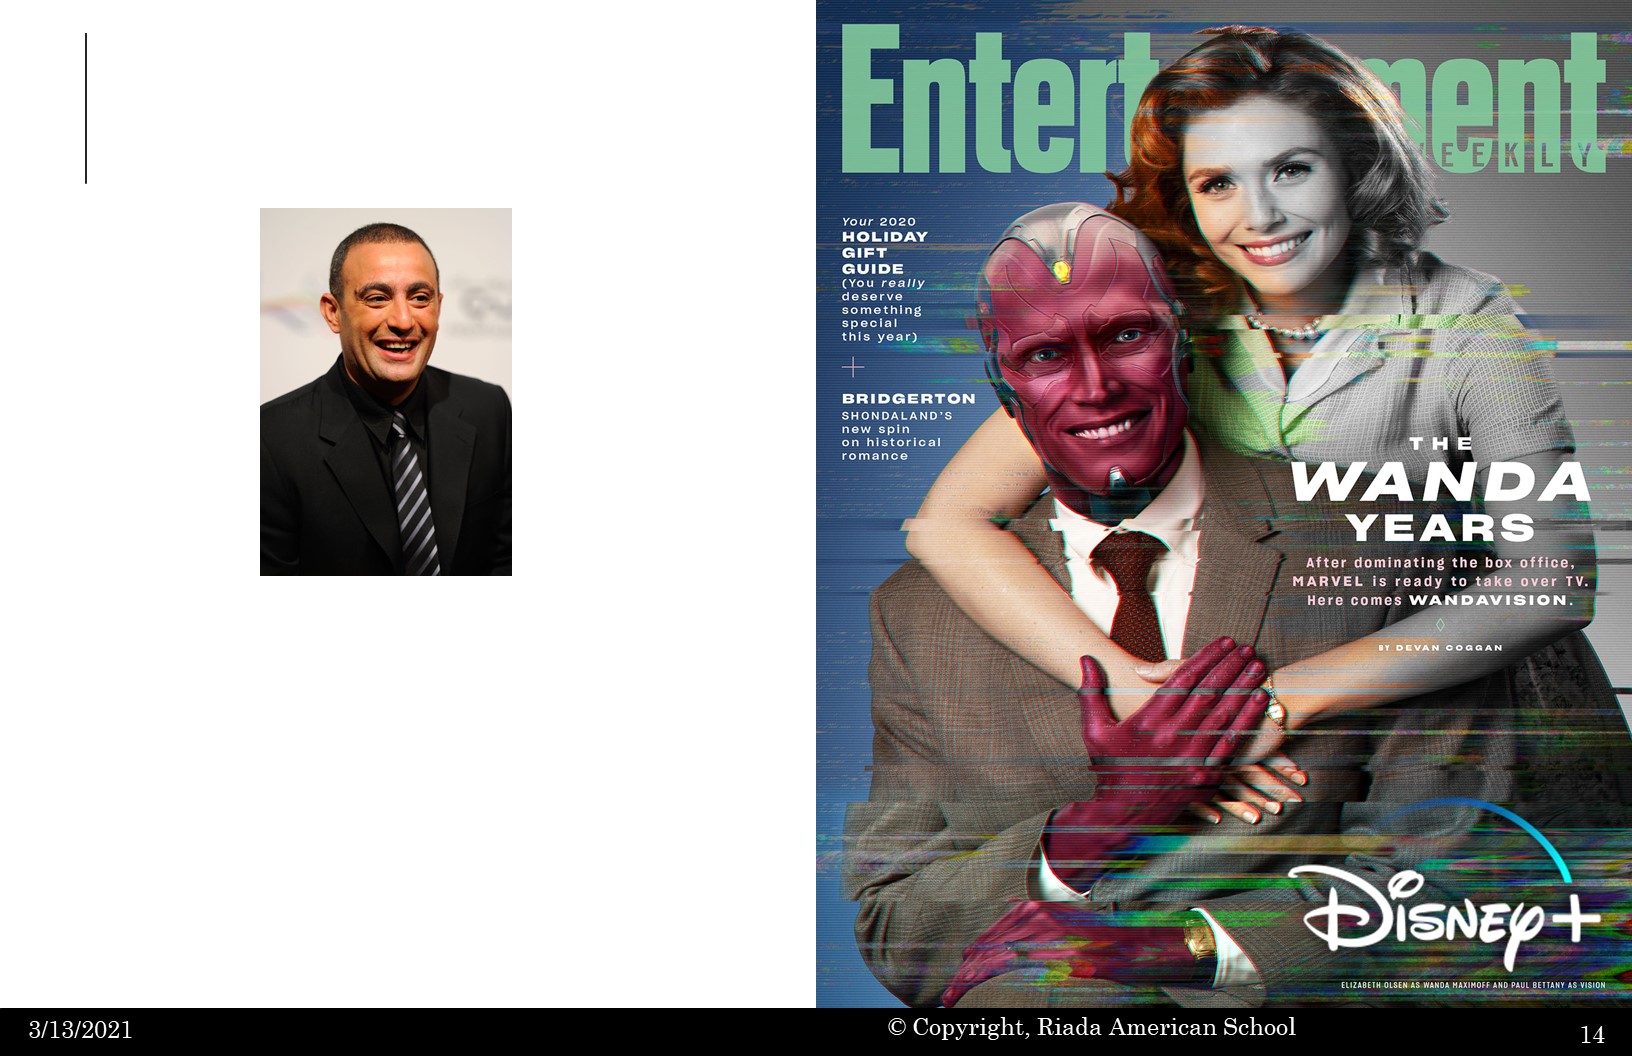 Entert  ment
WEEKLY
Your 2020
HOLIDAY
GIFT
GUIDE
(You really
deserve
something
special
this year)
BRIDGERTON
SHONDALAND'S
new spin
on historical
romance
THE
WANDA
YEARS
After dominating the box office,
MARVEL is ready to take over TV.
Here comes WANDAVISION.
BY DEVAN COGGAN
Disney+
ELIZABETH OLSEN AS WANDA MAXIMOFF AND PAUL BETTANY AS VISION
3/13/2021
© Copyright, Riada American School
14